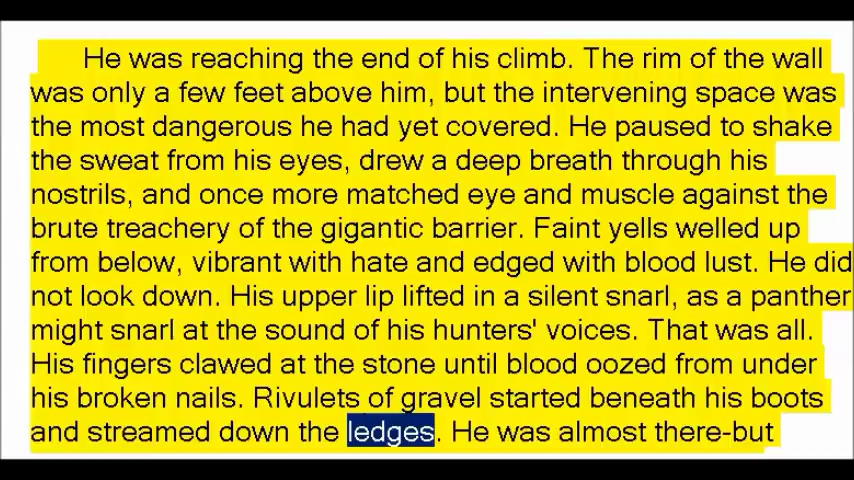 He was reaching the end of his climb. The rim of the wall
was only a few feet above him, but the intervening space was
the most dangerous he had yet covered. He paused to shake
the sweat from his eyes, drew a deep breath through his
nostrils, and once more matched eye and muscle against the
brute treachery of the gigantic barrier. Faint yells welled up
from below, vibrant with hate and edged with blood lust. He did
not look down. His upper lip lifted in a silent snarl, as a panther
might snarl at the sound of his hunters' voices. That was all.
His fingers clawed at the stone until blood oozed from under
his broken nails. Rivulets of gravel started beneath his boots
and streamed down the ledges. He was almost there-but